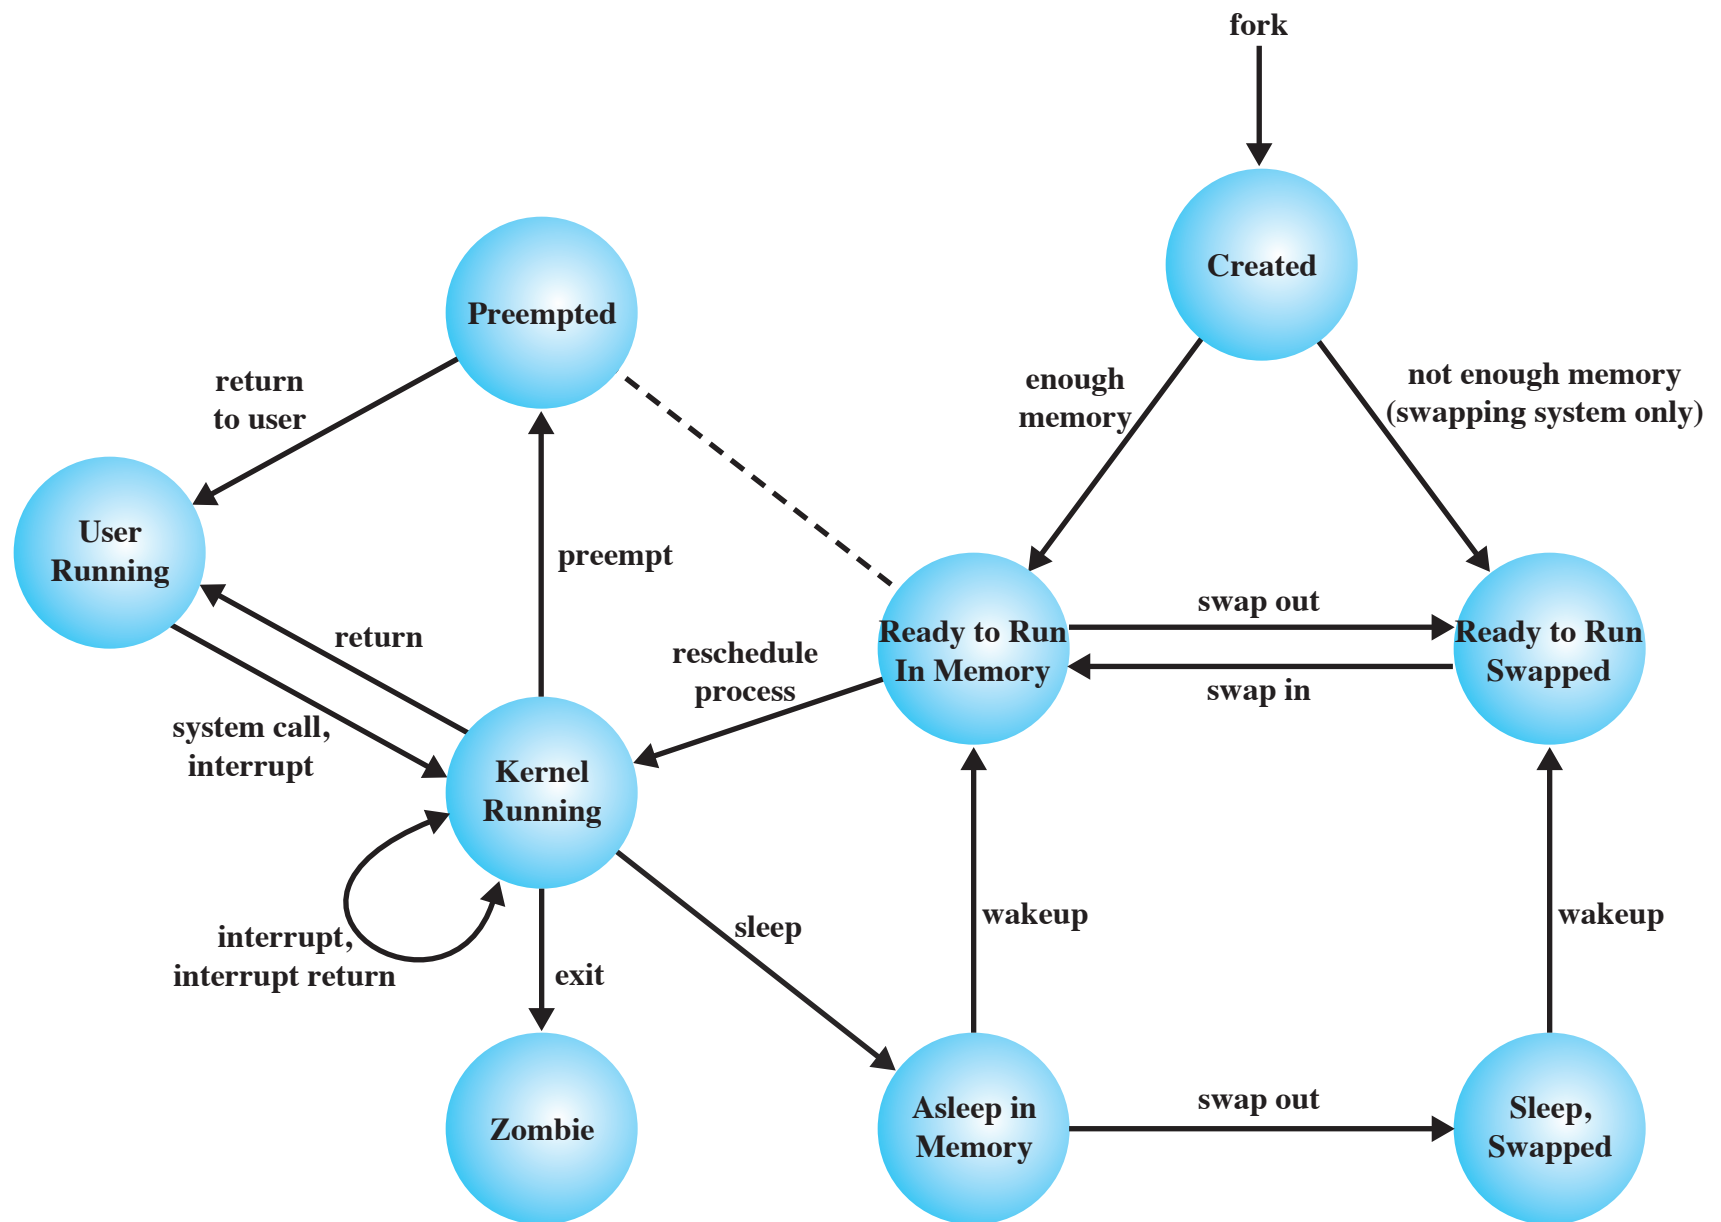 fork
Created
Preempted
enough
memory
not enough memory
(swapping system only)
return
to user
User
Running
preempt
return
reschedule
process
Ready to Run
In Memory
swap out
swap in
Ready to Run
Swapped
system call,
interrupt
Kernel
Running
interrupt,
interrupt return
sleep
wakeup
wakeup
exit
Zombie
Asleep in
Memory
swap out
Sleep,
Swapped